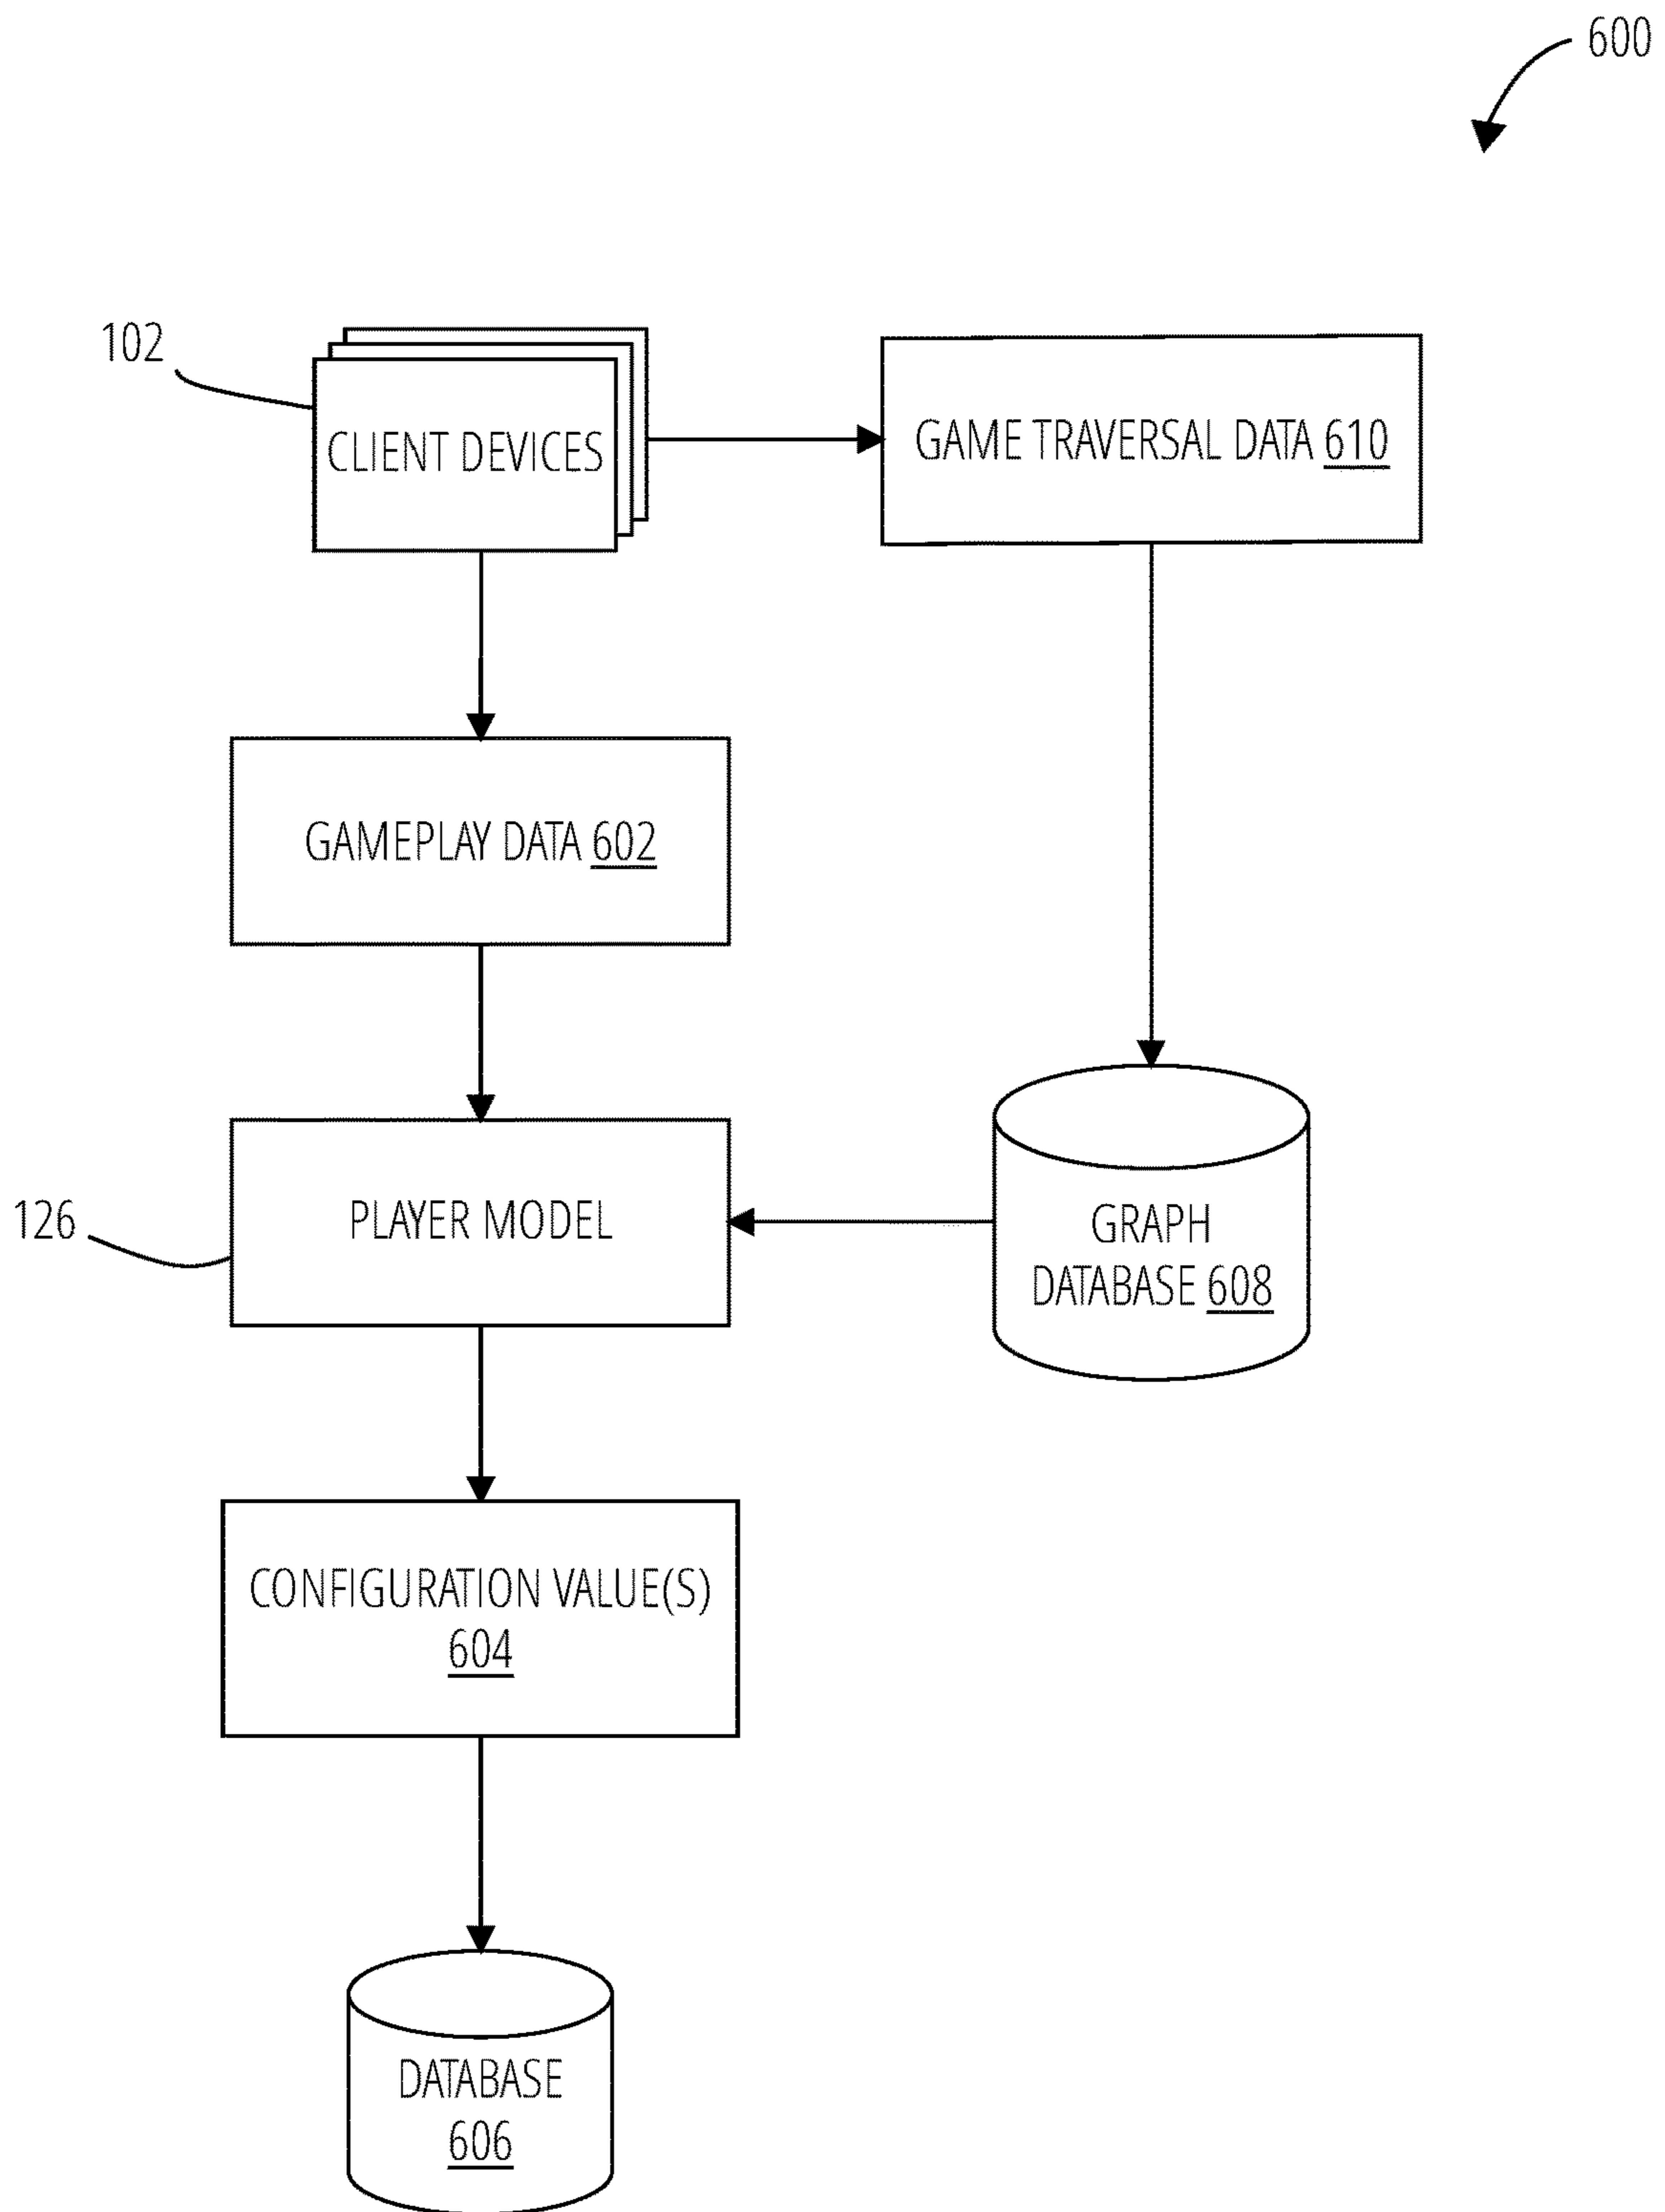 600
102
CLIENT DEVICES
GAME TRAVERSAL DATA 610
GAMEPLAY DATA 602
126
PLAYER MODEL
GRAPH
DATABASE 608
CONFIGURATION VALUE(S)
604
DATABASE
606